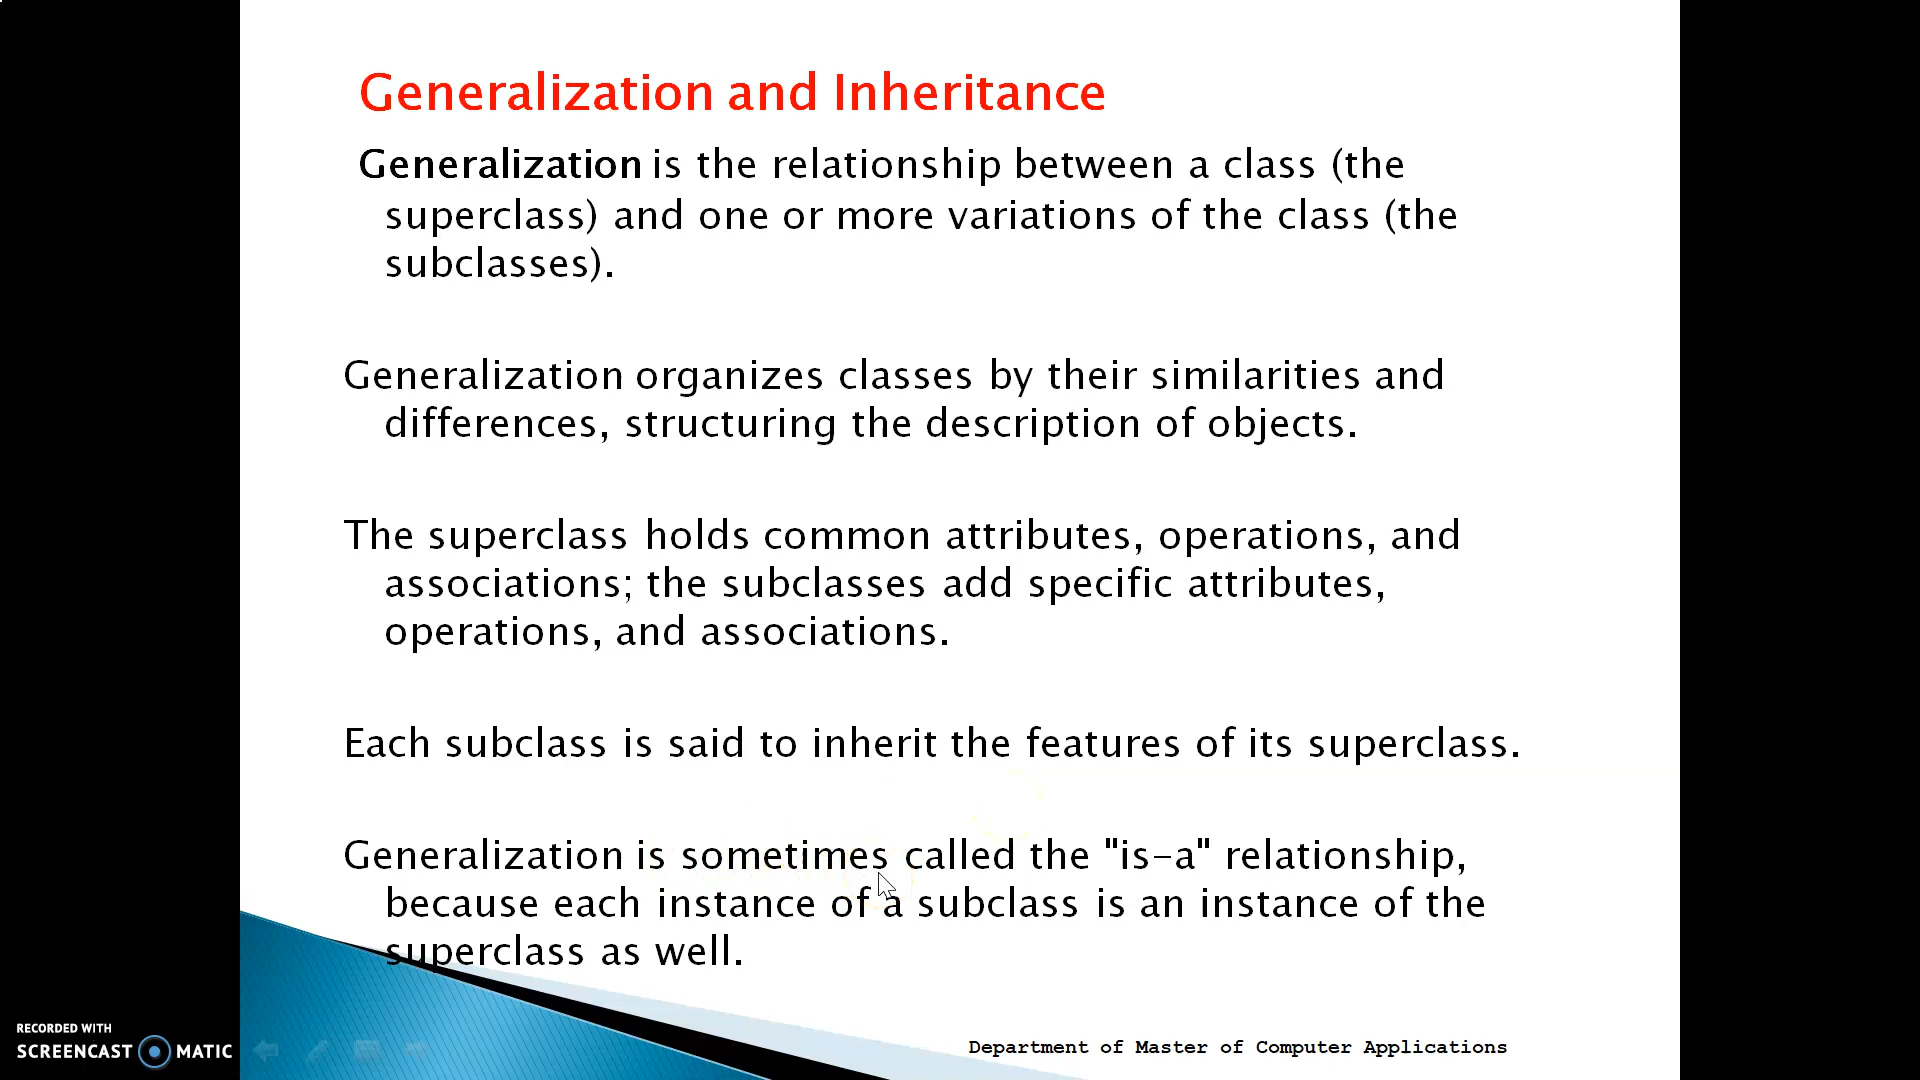 Generalization and Inheritance
Generalization is the relationship between a class (the
superclass) and one or more variations of the class (the
subclasses).
Generalization organizes classes by their similarities and
differences, structuring the description of objects.
The superclass holds common attributes, operations, and
associations; the subclasses add specific attributes,
operations, and associations.
Each subclass is said to inherit the features of its superclass.
Generalization is sometimes called the "is-a" relationship,
because each instance of a subclass is an instance of the
superclass as well.
RECORDED WITH
SCREENCAST MATIC
Department of Master of Computer Applications